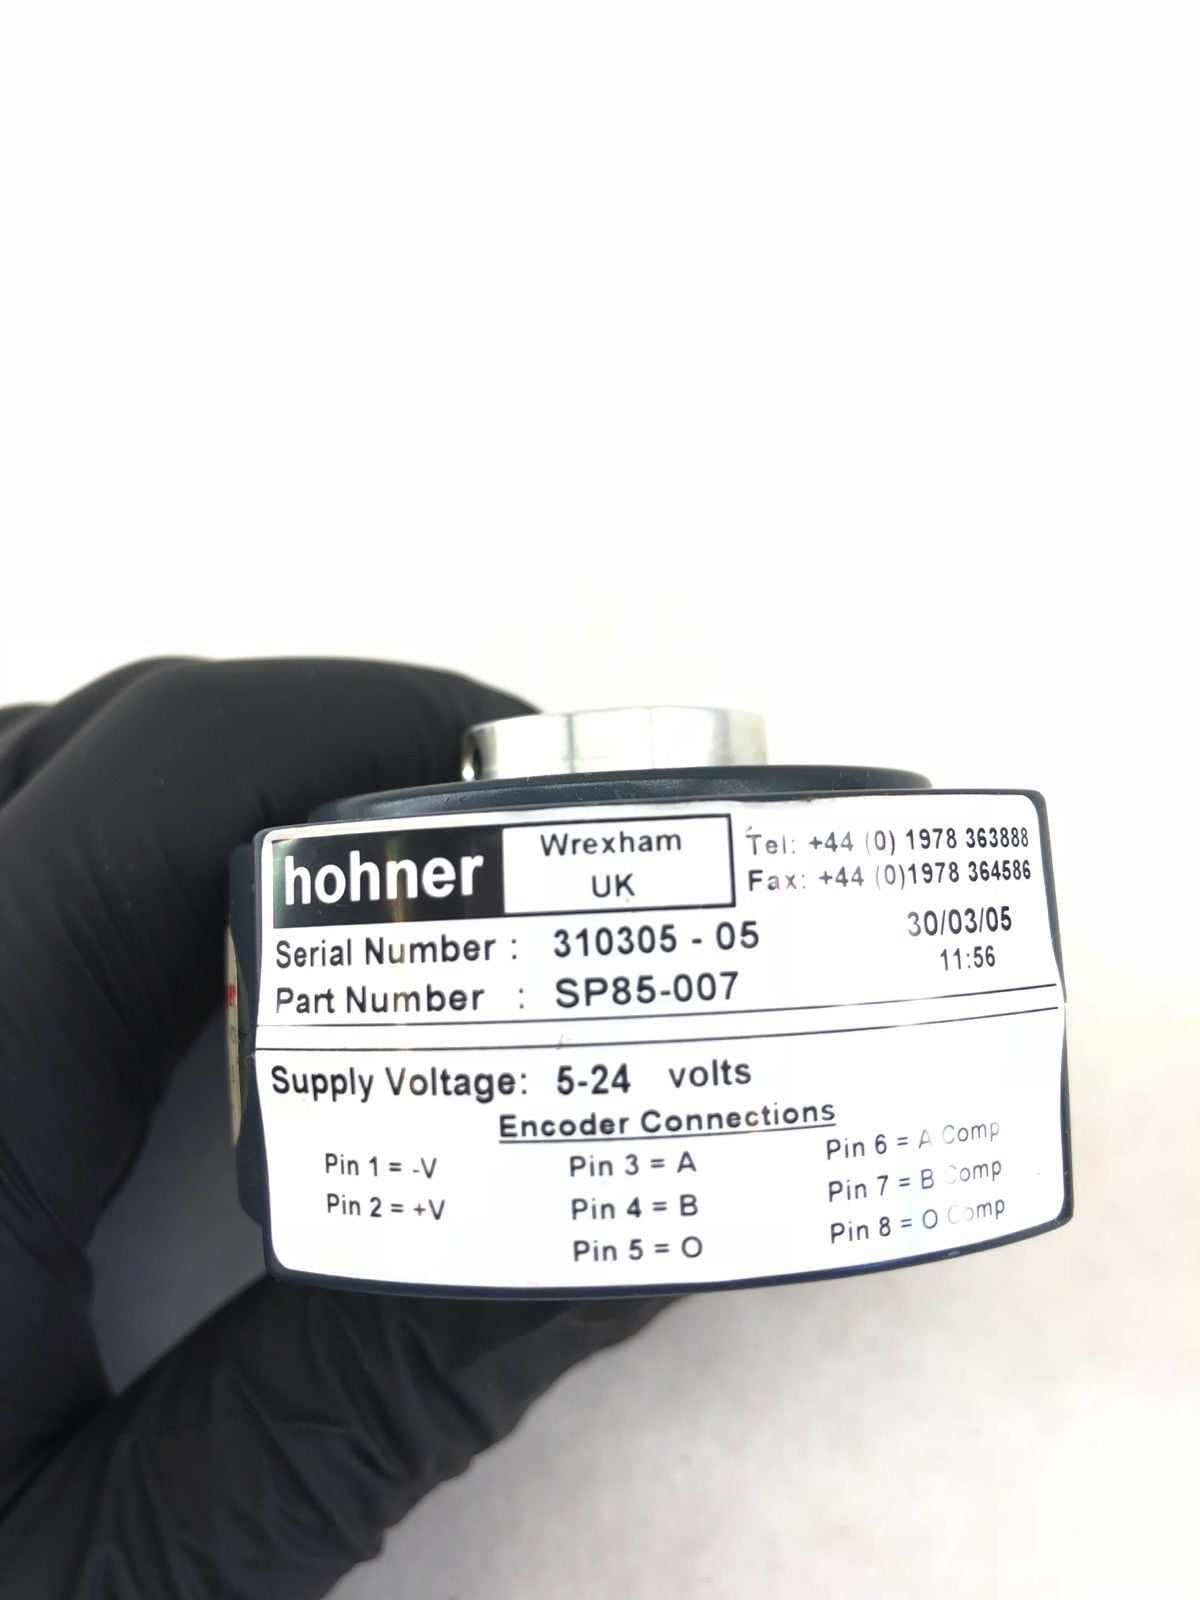 hohner
Wrexham
UK
Tel: +44 (0) 1978 363888
Fax: +44 (0)1978 364586
Serial Number : 310305 - 05
30/03/05
11:56
Part Number : SP85-007
Supply Voltage: 5-24 volts
Encoder Connections
Pin 1 = -V
Pin 2 = +V
Pin 3 = A
Pin 4 = B
Pin 5 = O
Pin 6 = A Comp
Pin 7 = B Comp
Pin 8 = O Comp